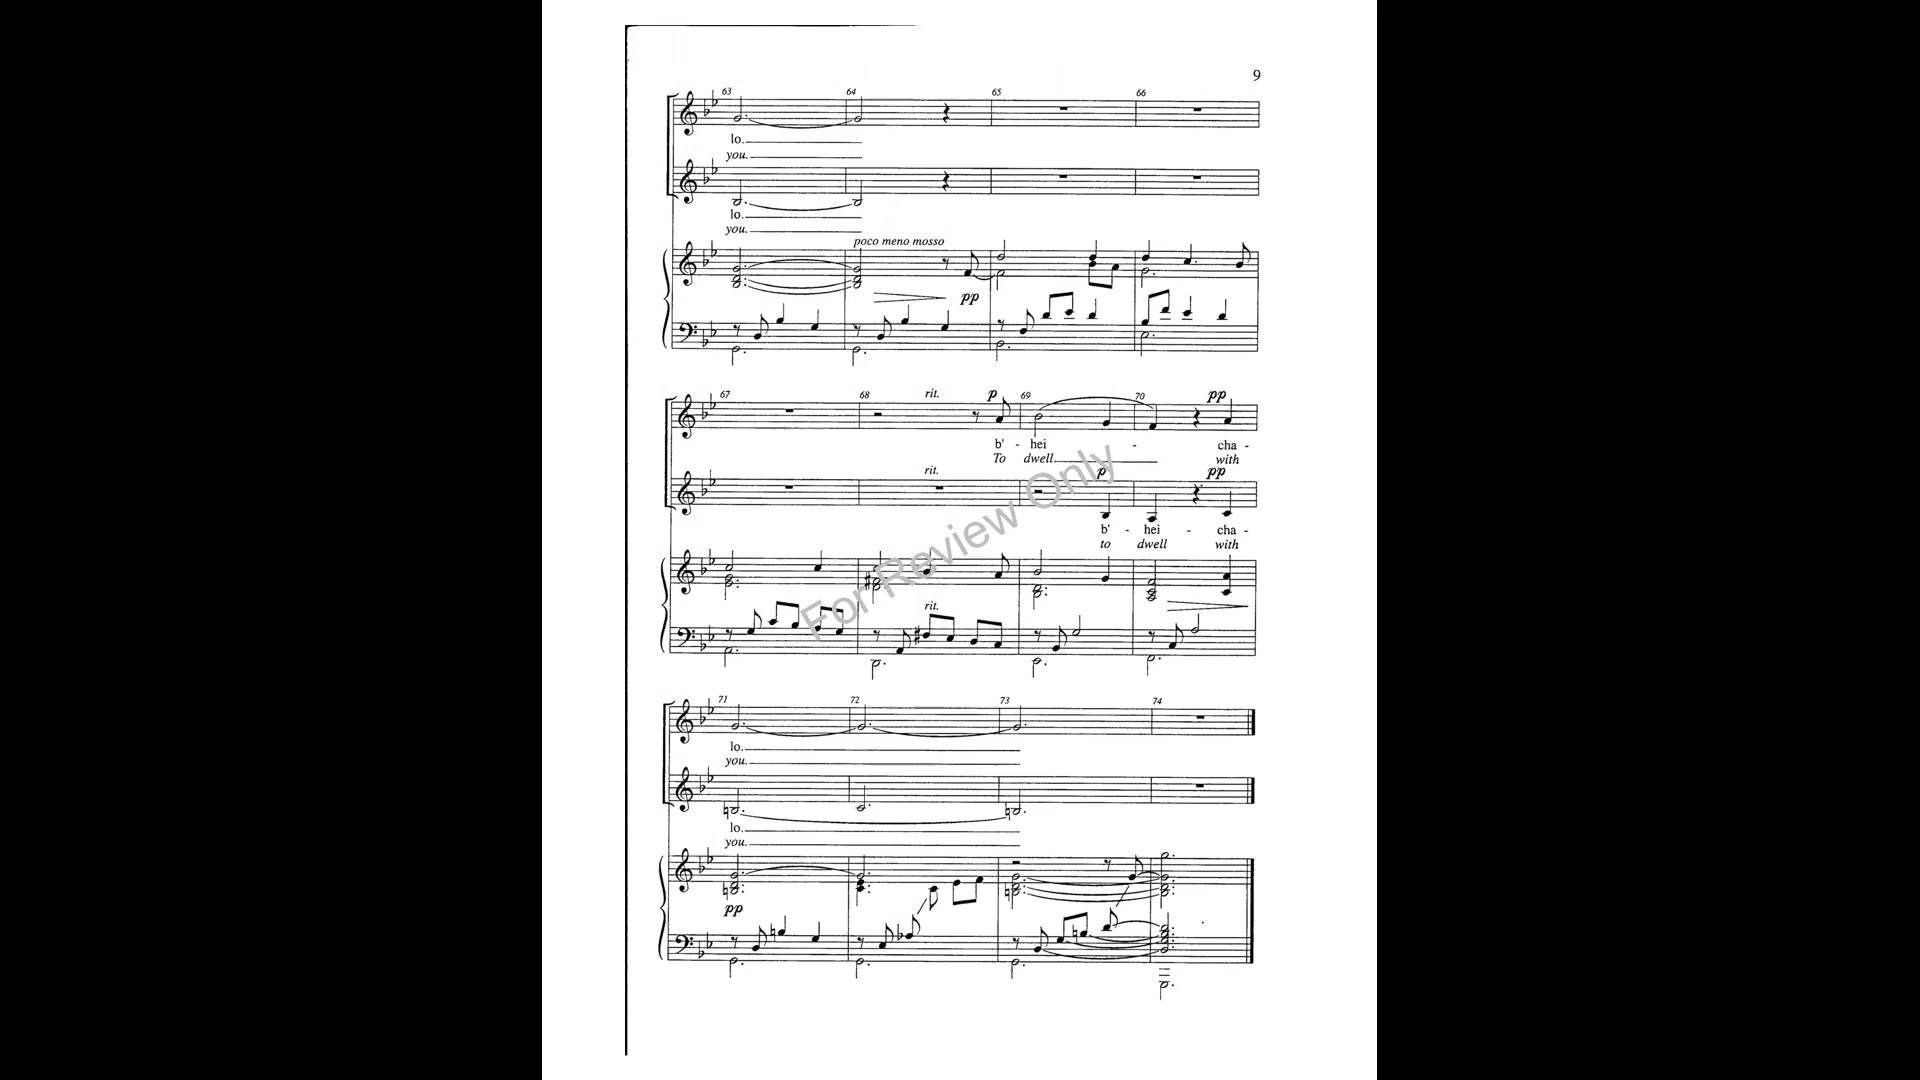 9
63 64 65 66
lo.
you.
lo.
you.
poco meno mosso
pp
67 68 rit. p 69 70 pp
b' - hei - cha -
To dwell with
rit. p pp
b' - hei - cha -
to dwell with
rit.
For Review Only
71 72 73 74
lo.
you.
lo.
you.
pp